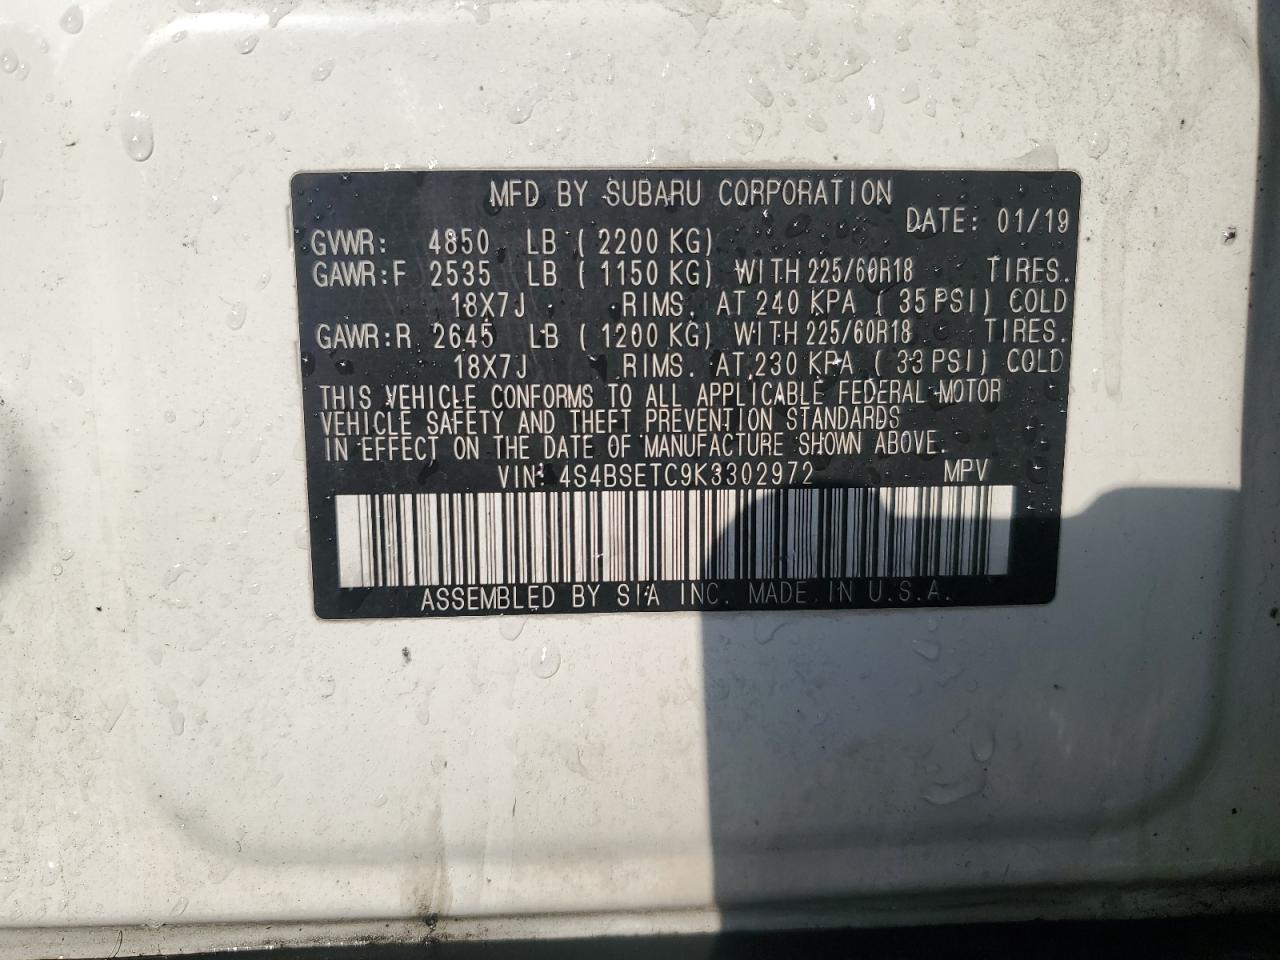 MFD BY SUBARU CORPORATION
DATE: 01/19
GVWR: 4850 LB ( 2200 KG)
GAWR:F 2535 LB ( 1150 KG) WITH 225/60R18 TIRES.
18X7J RIMS. AT 240 KPA ( 35 PSI) COLD
GAWR:R 2645 LB ( 1200 KG) WITH 225/60R18 TIRES.
18X7J RIMS. AT 230 KPA ( 33 PSI) COLD
THIS VEHICLE CONFORMS TO ALL APPLICABLE FEDERAL MOTOR
VEHICLE SAFETY AND THEFT PREVENTION STANDARDS
IN EFFECT ON THE DATE OF MANUFACTURE SHOWN ABOVE.
VIN: 4S4BSETC9K3302972 MPV
ASSEMBLED BY SIA INC. MADE IN U.S.A.